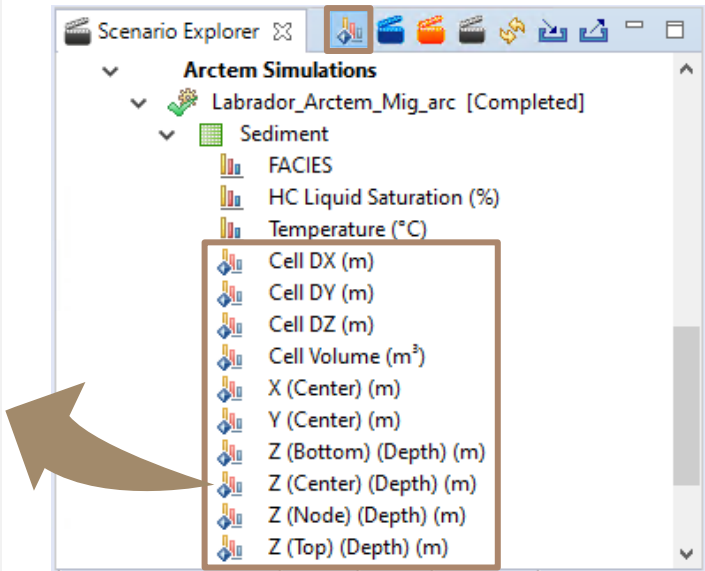 Scenario Explorer
Arctem Simulations
Labrador_Arctem_Mig_arc [Completed]
Sediment
FACIES
HC Liquid Saturation (%)
Temperature (°C)
Cell DX (m)
Cell DY (m)
Cell DZ (m)
Cell Volume (m³)
X (Center) (m)
Y (Center) (m)
Z (Bottom) (Depth) (m)
Z (Center) (Depth) (m)
Z (Node) (Depth) (m)
Z (Top) (Depth) (m)